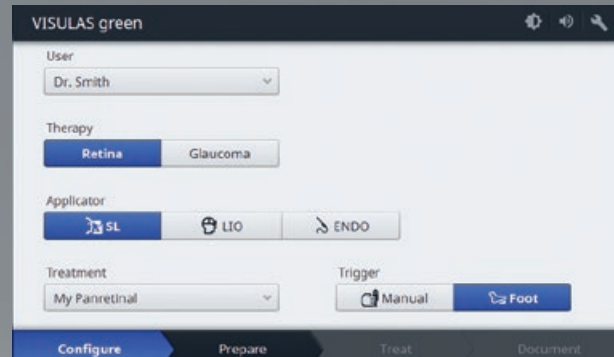 VISULAS green
User
Dr. Smith
Therapy
Retina Glaucoma
Applicator
SL LIO ENDO
Treatment Trigger
My Panretinal Manual Foot
Configure Prepare Treat Document